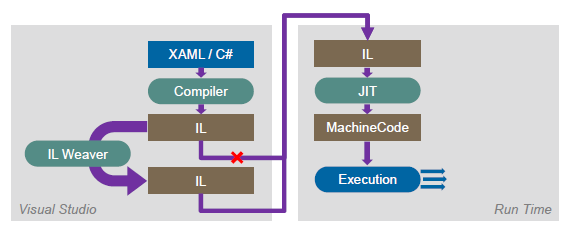 XAML / C#
Compiler
IL
IL Weaver
IL
Visual Studio
IL
JIT
MachineCode
Execution
Run Time